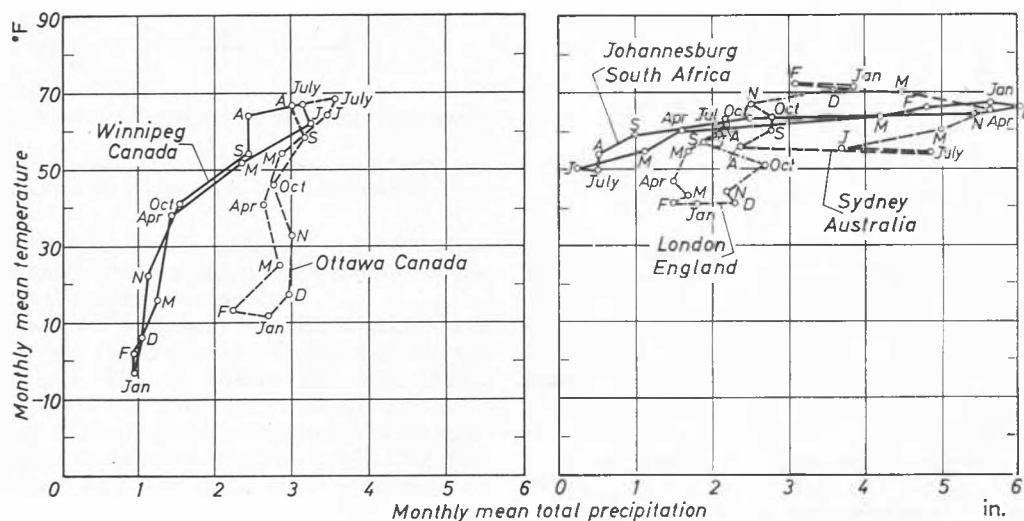 °F
Monthly mean temperature
90
70
50
30
10
-10
July
A
July
A
J
J
S
M
S
M
Winnipeg
Canada
Oct
Oct
Apr
Apr
N
N
M
M
Ottawa Canada
D
F
D
F
Jan
Jan
0
1
2
3
4
5
6
Johannesburg
South Africa
F
Jan
M
N
D
Jan
F
D
Oct
Oct
Apr
Jul
S
N
Apr
M
S
S
A
M
A
A
J
July
J
July
M
Oct
Apr
M
N
F
Jan
D
Sydney
Australia
London
England
0
1
2
3
4
5
6
in.
Monthly mean total precipitation